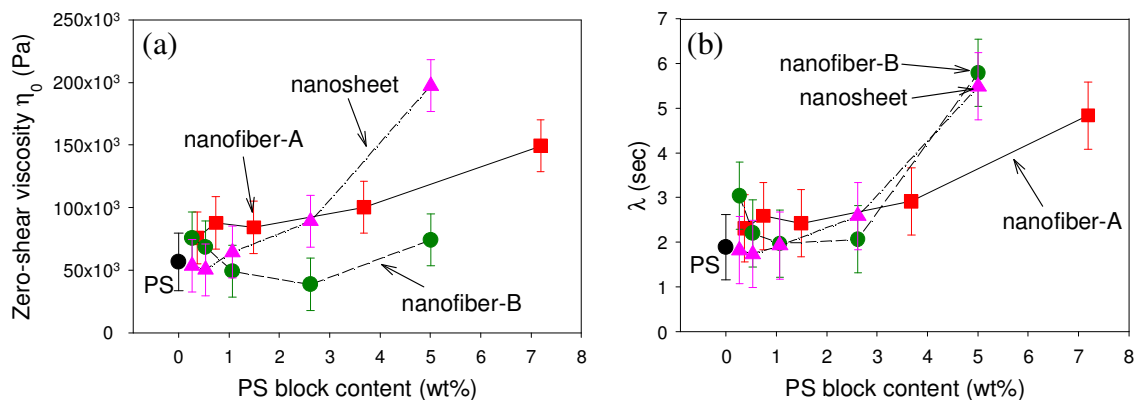 (a)
Zero-shear viscosity η₀ (Pa)
250x10³
200x10³
150x10³
100x10³
50x10³
0
nanosheet
nanofiber-A
PS
nanofiber-B
0 1 2 3 4 5 6 7 8
PS block content (wt%)
(b)
λ (sec)
7
6
5
4
3
2
1
0
nanofiber-B
nanosheet
nanofiber-A
PS
0 1 2 3 4 5 6 7 8
PS block content (wt%)